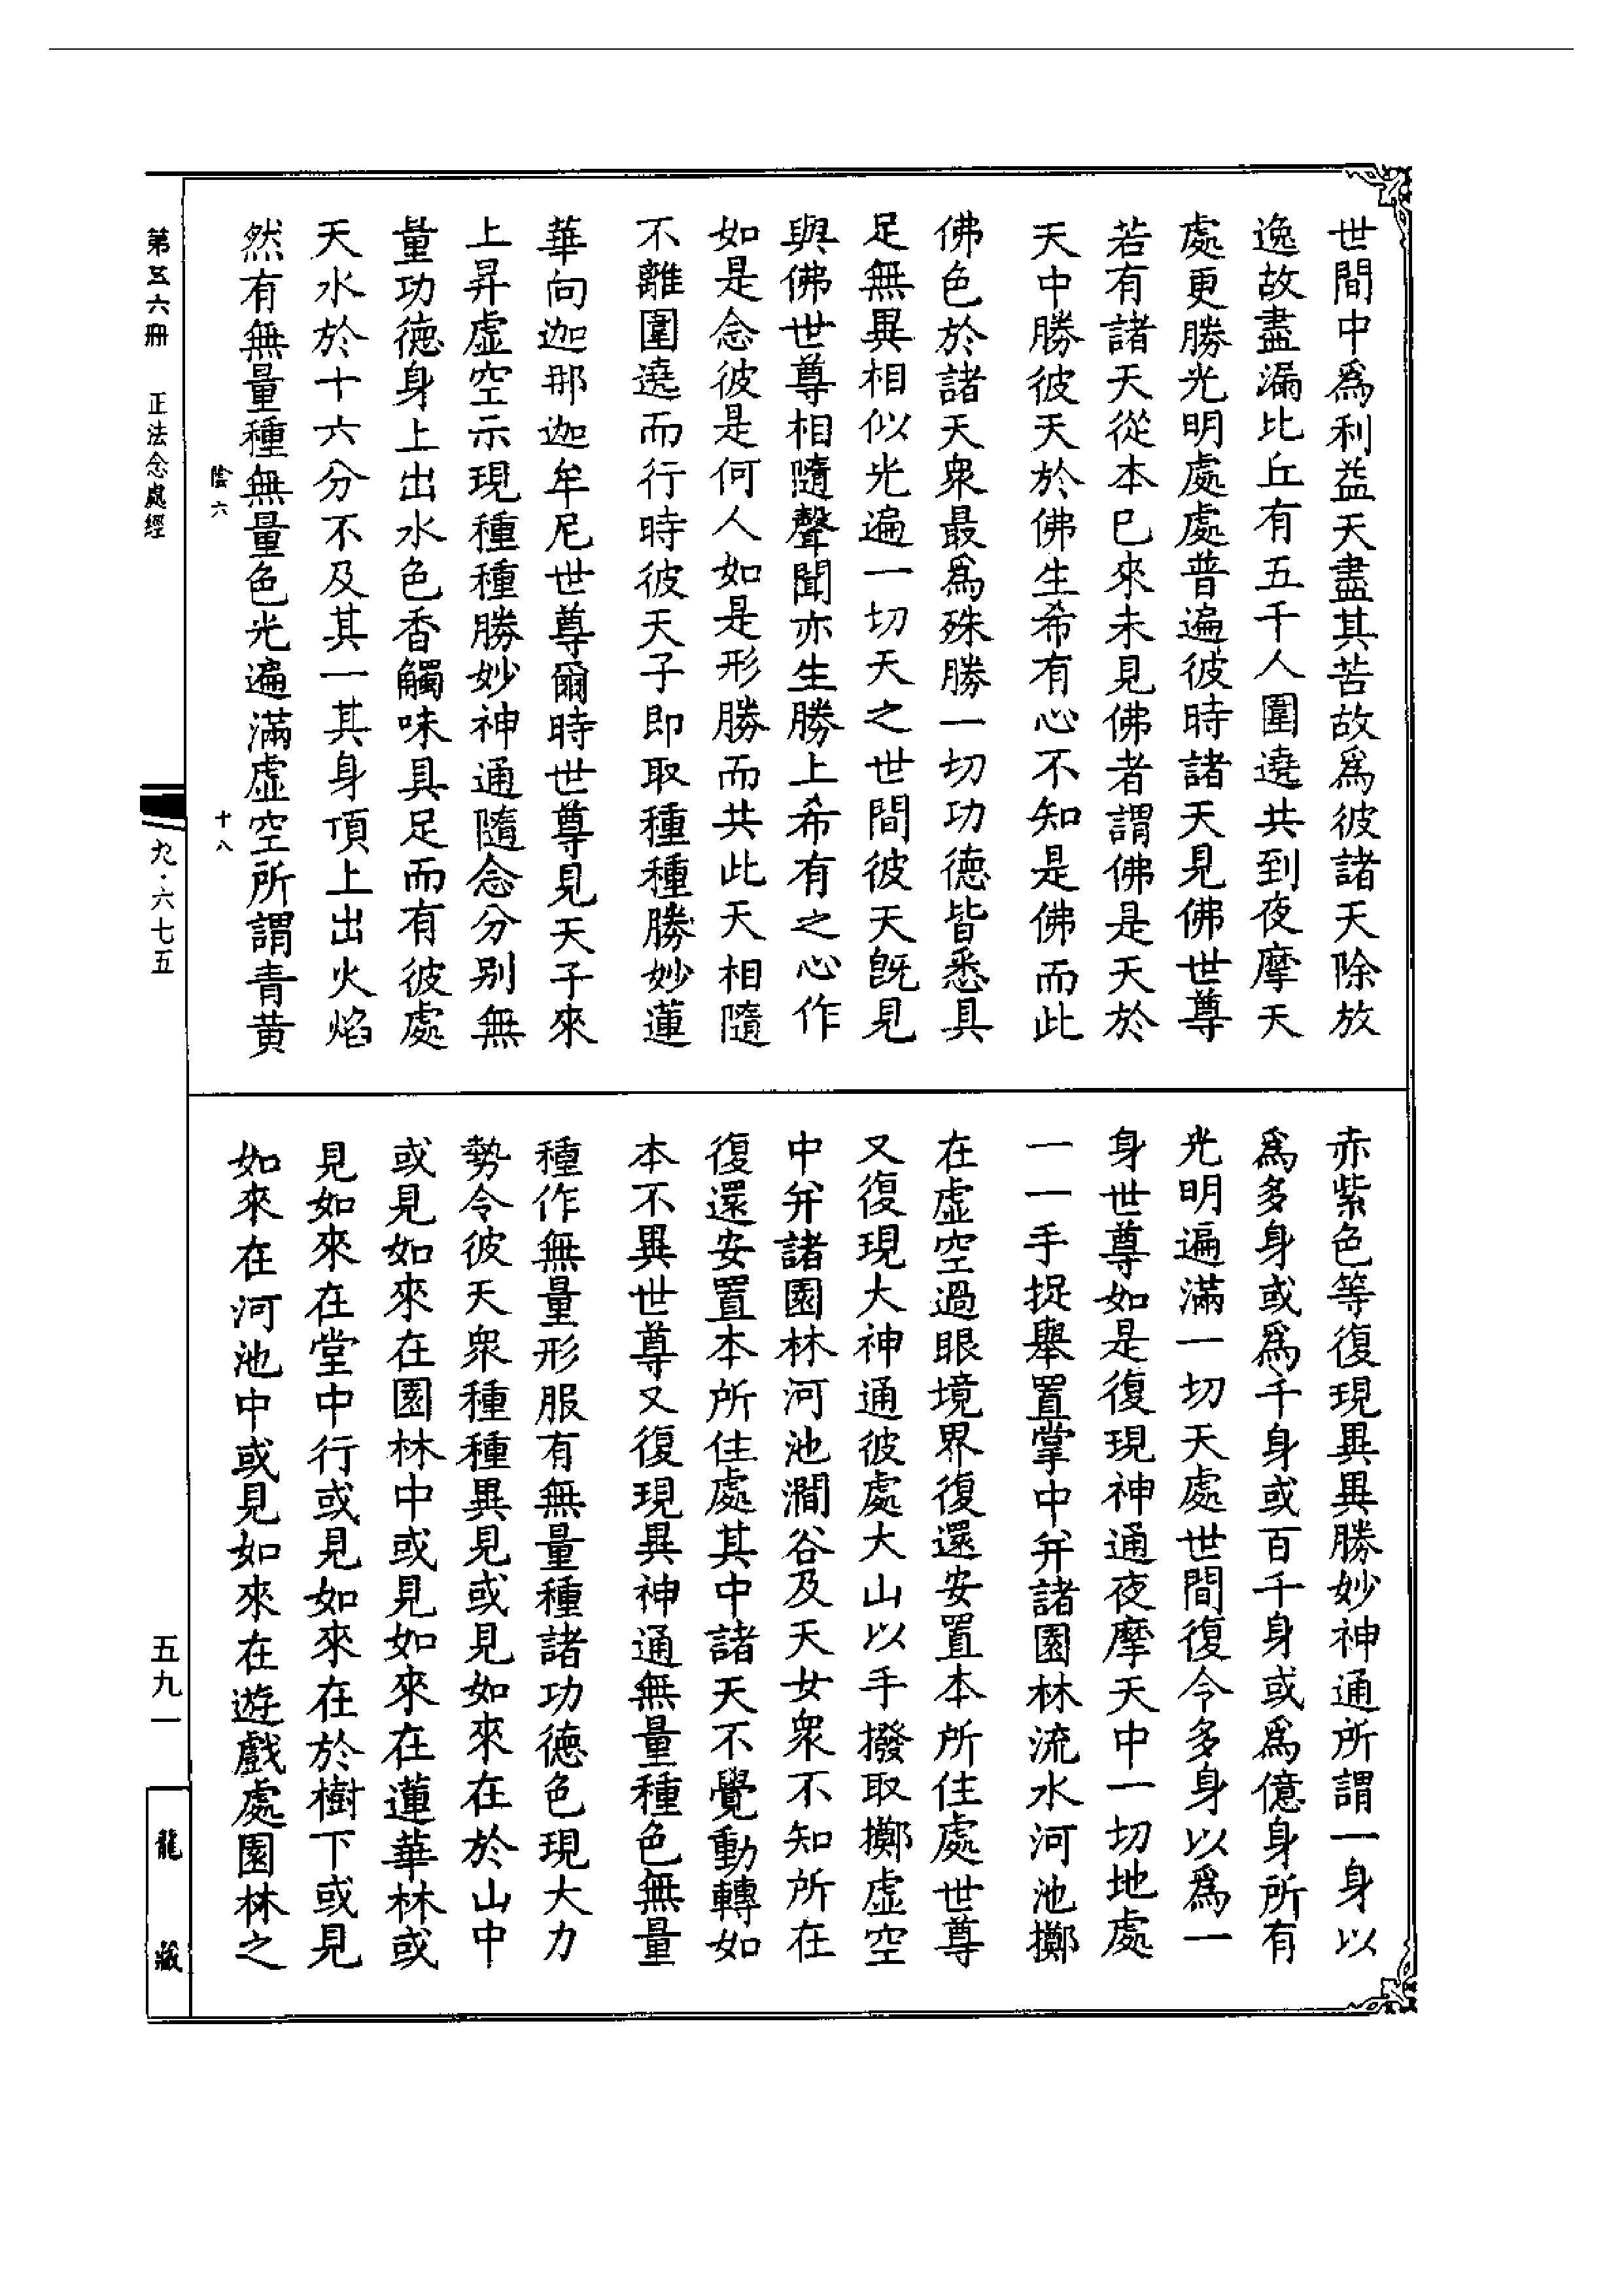 世間中爲利益天盡其苦故爲彼諸天除放
逸故盡漏比丘有五千人圍遶共到夜摩天
處更勝光明處處普遍彼時諸天見佛世尊
若有諸天從本已來未見佛者謂佛是天於
天中勝彼天於佛生希有心不知是佛而此
佛色於諸天衆最爲殊勝一切功德皆悉具
足無異相似光遍一切天之世間彼天旣見
與佛世尊相隨聲聞亦生勝上希有之心作
如是念彼是何人如是形勝而共此天相隨
不離圍遶而行時彼天子即取種種勝妙蓮
華向迦那迦牟尼世尊爾時世尊見天子來
上昇虛空示現種種勝妙神通隨念分別無
量功德身上出水色香觸味具足而有彼處
天水於十六分不及其一其身頂上出火焰
然有無量種無量色光遍滿虛空所謂青黃
赤紫色等復現異異勝妙神通所謂一身以
爲多身或爲千身或百千身或爲億身所有
光明遍滿一切天處世間復令多身以爲一
身世尊如是復現神通夜摩天中一切地處
一一手捉舉置掌中幷諸園林流水河池擲
在虛空過眼境界復還安置本所住處世尊
又復現大神通彼處大山以手撥取擲虛空
中幷諸園林河池澗谷及天女衆不知所在
復還安置本所住處其中諸天不覺動轉如
本不異世尊又復現異神通無量種色無量
種作無量形服有無量種諸功德色現大力
勢令彼天衆種種異見或見如來在於山中
或見如來在園林中或見如來在蓮華林或
見如來在堂中行或見如來在於樹下或見
如來在河池中或見如來在遊戲處園林之
陰六
十八
第五六册 正法念處經
九·六七五
五九一
龍藏